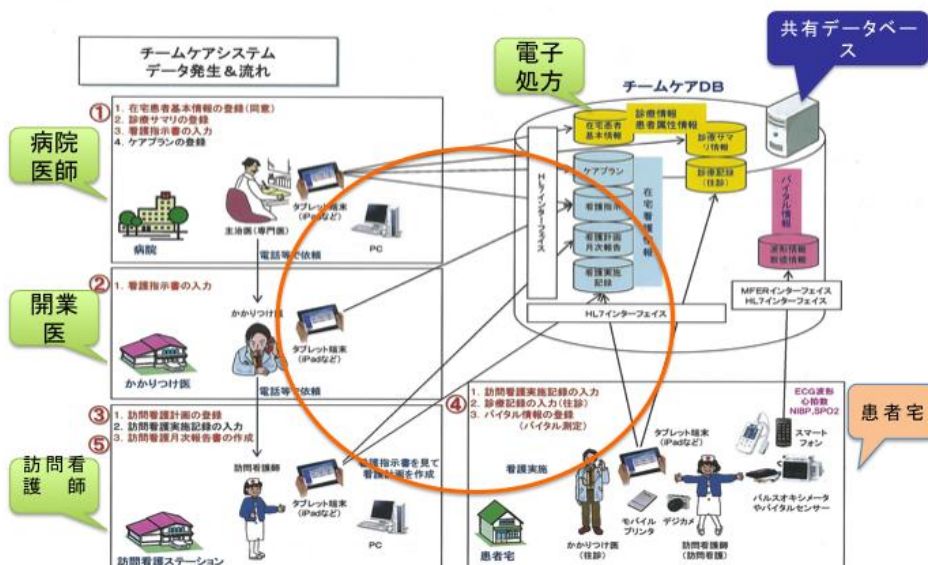 チームケアシステム
データ発生&流れ
電子
処方
共有データベー
ス
チームケアDB
病院
医師
①
1. 在宅患者基本情報の登録(同意)
2. 診療サマリの登録
3. 看護指示書の入力
4. ケアプランの登録
病院
主治医(専門医)
タブレット端末
(iPadなど)
PC
電話等で依頼
開業
医
②
1. 看護指示書の入力
かかりつけ医
かかりつけ医
タブレット端末
(iPadなど)
電話等で依頼
訪問看
護 師
③
⑤
1. 訪問看護計画の登録
2. 訪問看護実施記録の入力
3. 訪問看護月次報告書の作成
訪問看護師
タブレット端末
(iPadなど)
看護指示書を見て
看護計画を作成
PC
訪問看護ステーション
在宅患者
基本情報
診療情報
患者属性情報
診療サマ
リ情報
診療記録
(往診)
HL7インターフェイス
ケアプラン
看護指示
看護計画
月次報告
看護実施
記録
在宅看護情報
バイタル情報
波形情報
数値情報
MFERインターフェイス
HL7インターフェイス
HL7インターフェイス
④
1. 訪問看護実施記録の入力
2. 診療記録の入力(往診)
3. バイタル情報の登録
(バイタル測定)
看護実施
患者宅
かかりつけ医
(往診)
タブレット端末
(iPadなど)
モバイル
プリンタ
デジカメ
訪問看護師
(訪問看護)
ECG波形
心拍数
NIBP,SPO2
スマート
フォン
パルスオキシメータ
やバイタルセンサー
患者宅